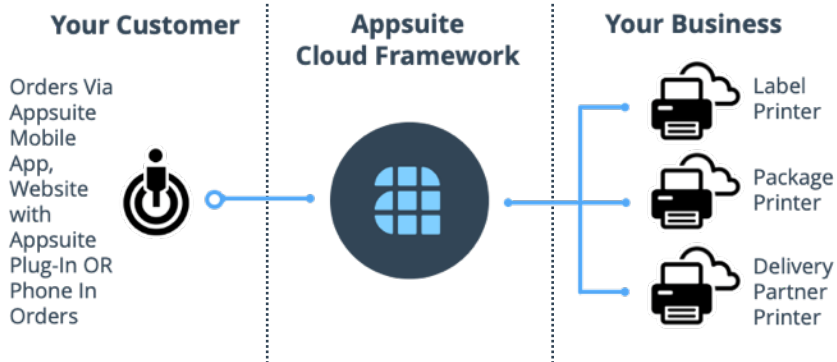 Your Customer
Orders Via
Appsuite
Mobile
App,
Website
with
Appsuite
Plug-In OR
Phone In
Orders
Appsuite
Cloud Framework
Your Business
Label
Printer
Package
Printer
Delivery
Partner
Printer